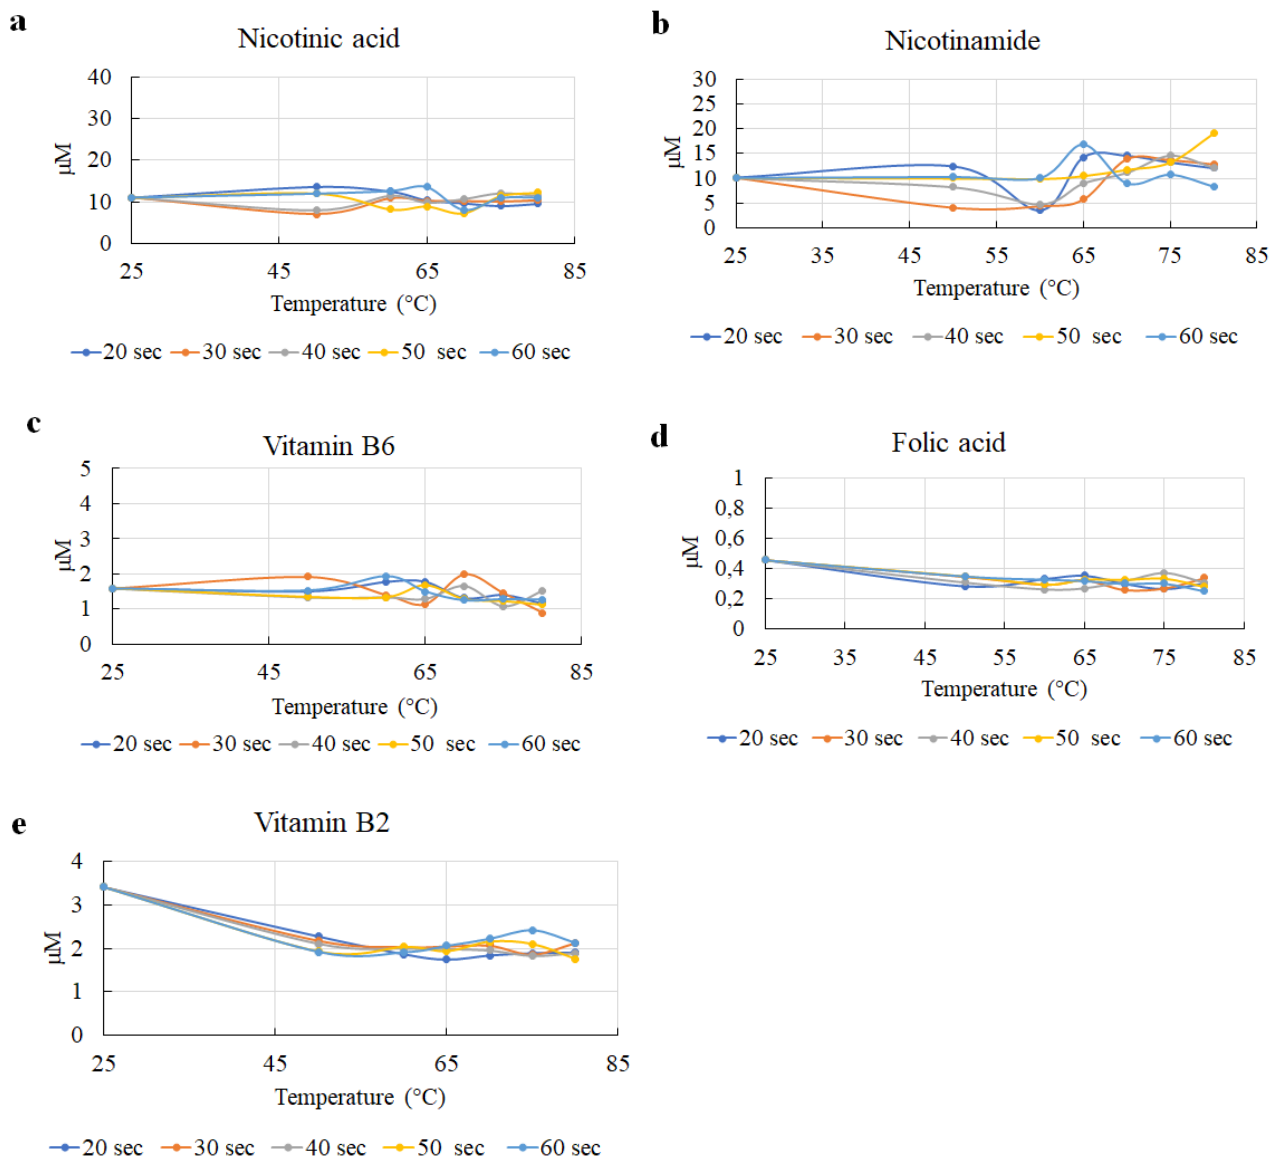 a
Nicotinic acid
40
30
20
10
0
µM
25 45 65 85
Temperature (°C)
20 sec 30 sec 40 sec 50 sec 60 sec
b
Nicotinamide
30
25
20
15
10
5
0
µM
25 35 45 55 65 75 85
Temperature (°C)
20 sec 30 sec 40 sec 50 sec 60 sec
c
Vitamin B6
5
4
3
2
1
0
µM
25 45 65 85
Temperature (°C)
20 sec 30 sec 40 sec 50 sec 60 sec
d
Folic acid
1
0,8
0,6
0,4
0,2
0
µM
25 35 45 55 65 75 85
Temperature (°C)
20 sec 30 sec 40 sec 50 sec 60 sec
e
Vitamin B2
4
3
2
1
0
µM
25 45 65 85
Temperature (°C)
20 sec 30 sec 40 sec 50 sec 60 sec